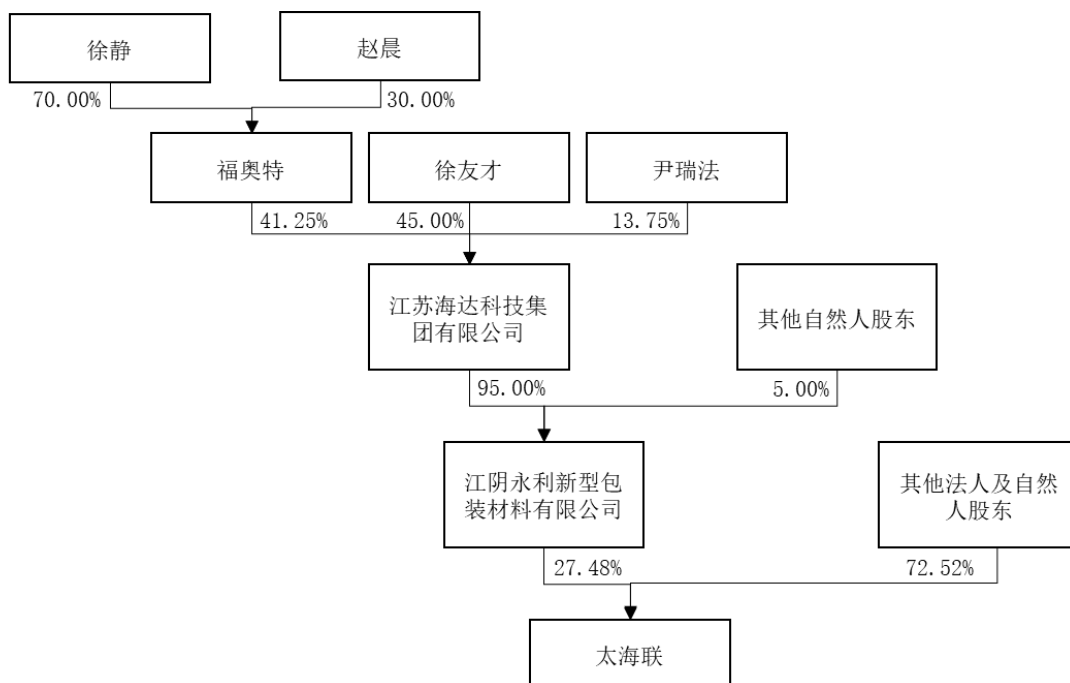 徐静
赵晨
70.00%
30.00%
福奥特
徐友才
尹瑞法
41.25%
45.00%
13.75%
江苏海达科技集
团有限公司
其他自然人股东
95.00%
5.00%
江阴永利新型包
装材料有限公司
其他法人及自然
人股东
27.48%
72.52%
太海联